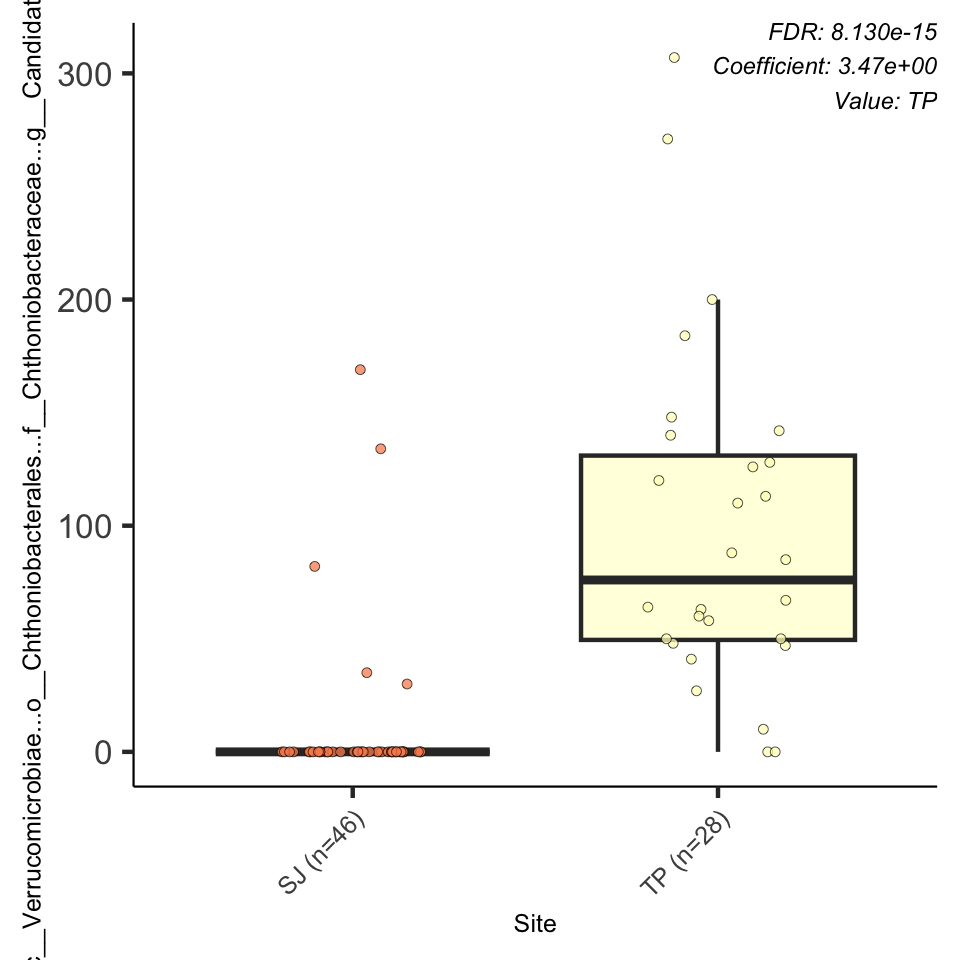 FDR: 8.130e-15
Coefficient: 3.47e+00
Value: TP
300
200
100
0
__Verrucomicrobiae...o__Chthoniobacterales...f__Chthoniobacteraceae...g__Candidat
SJ (n=46)
TP (n=28)
Site